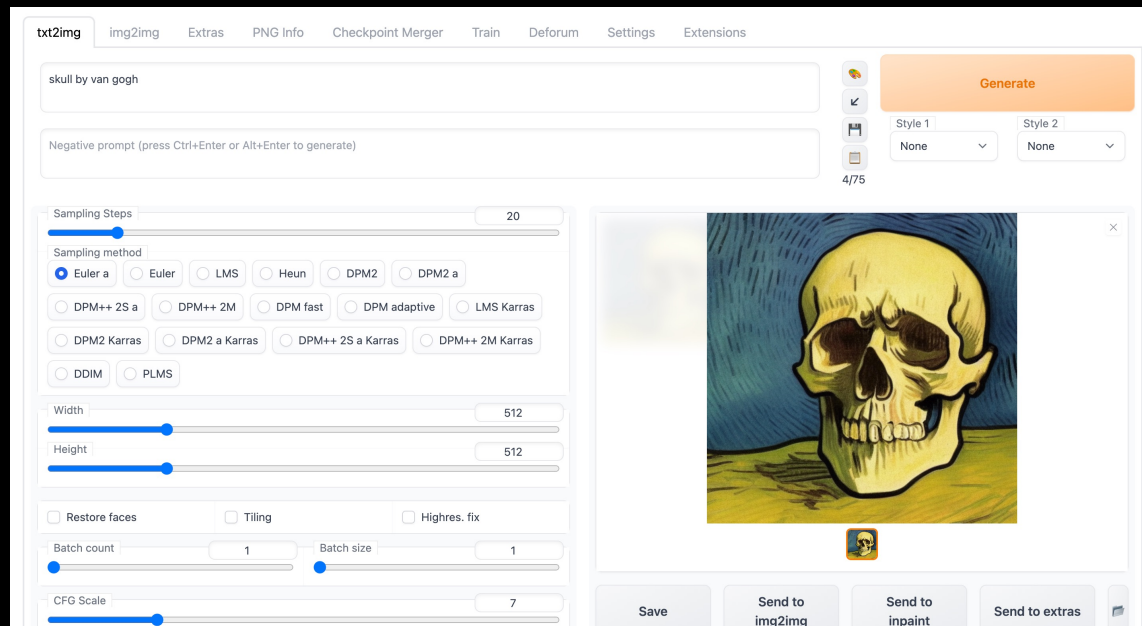 txt2img img2img Extras PNG Info Checkpoint Merger Train Deforum Settings Extensions
skull by van gogh
Generate
Style 1 Style 2
None None
Negative prompt (press Ctrl+Enter or Alt+Enter to generate)
4/75
Sampling Steps 20
Sampling method
Euler a Euler LMS Heun DPM2 DPM2 a
DPM++ 2S a DPM++ 2M DPM fast DPM adaptive LMS Karras
DPM2 Karras DPM2 a Karras DPM++ 2S a Karras DPM++ 2M Karras
DDIM PLMS
Width 512
Height 512
Restore faces Tiling Highres. fix
Batch count 1 Batch size 1
CFG Scale 7
Save
Send to
img2img
Send to
inpaint
Send to extras